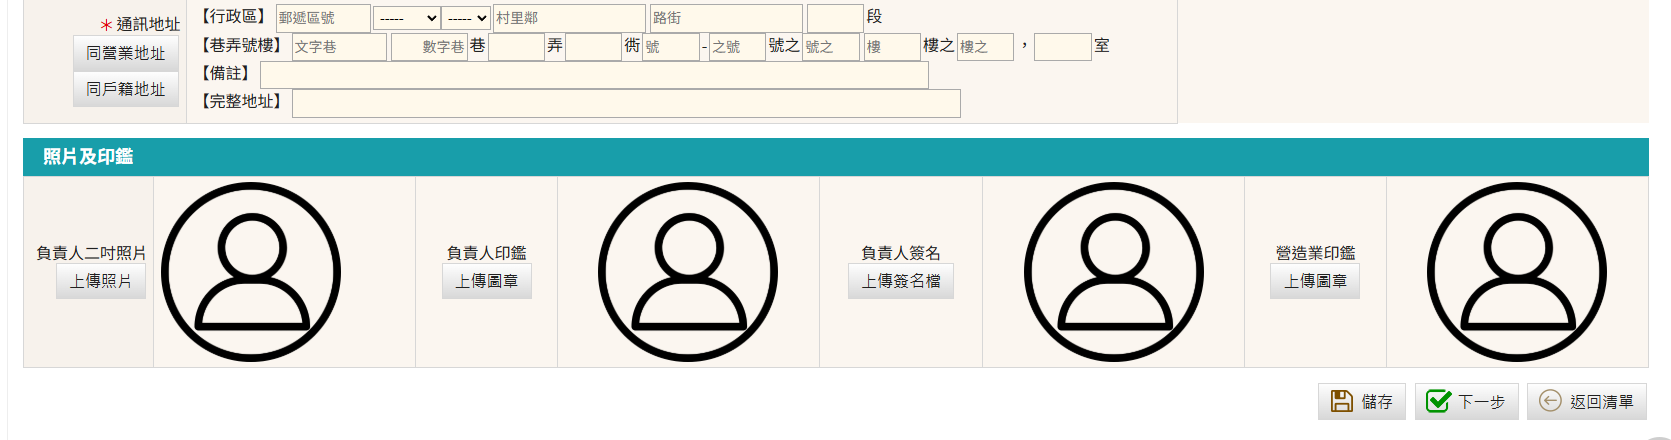 ＊通訊地址
同營業地址
同戶籍地址
【行政區】 郵遞區號 ----- ----- 村里鄰 路街 段
【巷弄號樓】 文字巷 數字巷 巷 弄 衖 號 - 之號 號之 號之 樓 樓之 樓之 ， 室
【備註】
【完整地址】
照片及印鑑
負責人二吋照片
上傳照片
負責人印鑑
上傳圖章
負責人簽名
上傳簽名檔
營造業印鑑
上傳圖章
儲存 下一步 返回清單